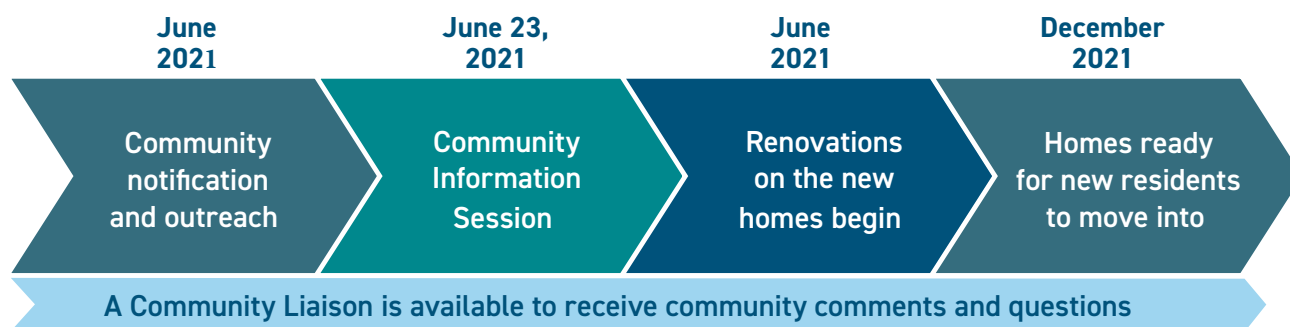 June
2021
June 23,
2021
June
2021
December
2021
Community
notification
and outreach
Community
Information
Session
Renovations
on the new
homes begin
Homes ready
for new residents
to move into
A Community Liaison is available to receive community comments and questions